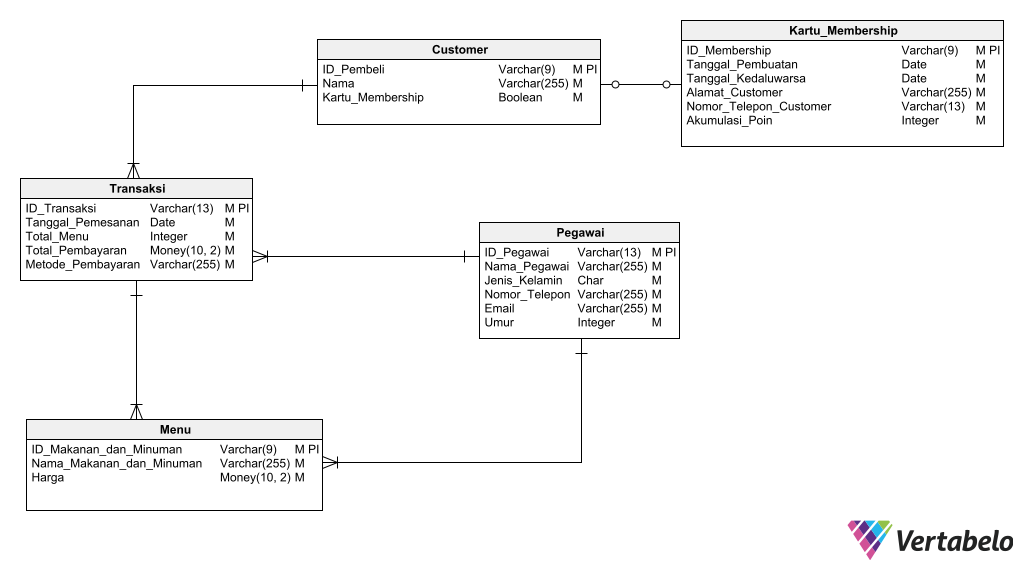 Customer
ID_Pembeli Varchar(9) M PI
Nama Varchar(255) M
Kartu_Membership Boolean M
Kartu_Membership
ID_Membership Varchar(9) M PI
Tanggal_Pembuatan Date M
Tanggal_Kedaluwarsa Date M
Alamat_Customer Varchar(255) M
Nomor_Telepon_Customer Varchar(13) M
Akumulasi_Poin Integer M
Transaksi
ID_Transaksi Varchar(13) M PI
Tanggal_Pemesanan Date M
Total_Menu Integer M
Total_Pembayaran Money(10, 2) M
Metode_Pembayaran Varchar(255) M
Pegawai
ID_Pegawai Varchar(13) M PI
Nama_Pegawai Varchar(255) M
Jenis_Kelamin Char M
Nomor_Telepon Varchar(255) M
Email Varchar(255) M
Umur Integer M
Menu
ID_Makanan_dan_Minuman Varchar(9) M PI
Nama_Makanan_dan_Minuman Varchar(255) M
Harga Money(10, 2) M
Vertabelo